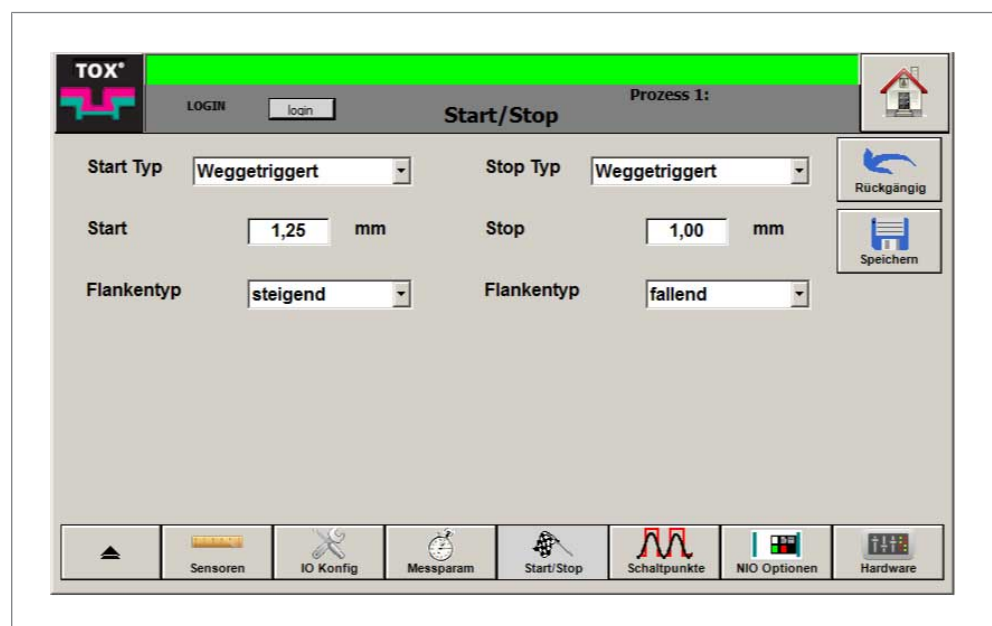 TOX®
LOGIN login
Start/Stop
Prozess 1:
Start Typ Weggetriggert
Stop Typ Weggetriggert
Rückgängig
Start 1,25 mm
Stop 1,00 mm
Speichern
Flankentyp steigend
Flankentyp fallend
Sensoren
IO Konfig
Messparam
Start/Stop
Schaltpunkte
NIO Optionen
Hardware